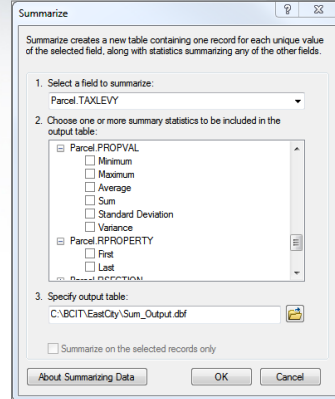 Summarize
Summarize creates a new table containing one record for each unique value
of the selected field, along with statistics summarizing any of the other fields.
1. Select a field to summarize:
Parcel.TAXLEVY
2. Choose one or more summary statistics to be included in the
output table:
Parcel.PROPVAL
Minimum
Maximum
Average
Sum
Standard Deviation
Variance
Parcel.RPROPERTY
First
Last
Parcel.RSECTION
3. Specify output table:
C:\BCIT\EastCity\Sum_Output.dbf
Summarize on the selected records only
About Summarizing Data
OK
Cancel